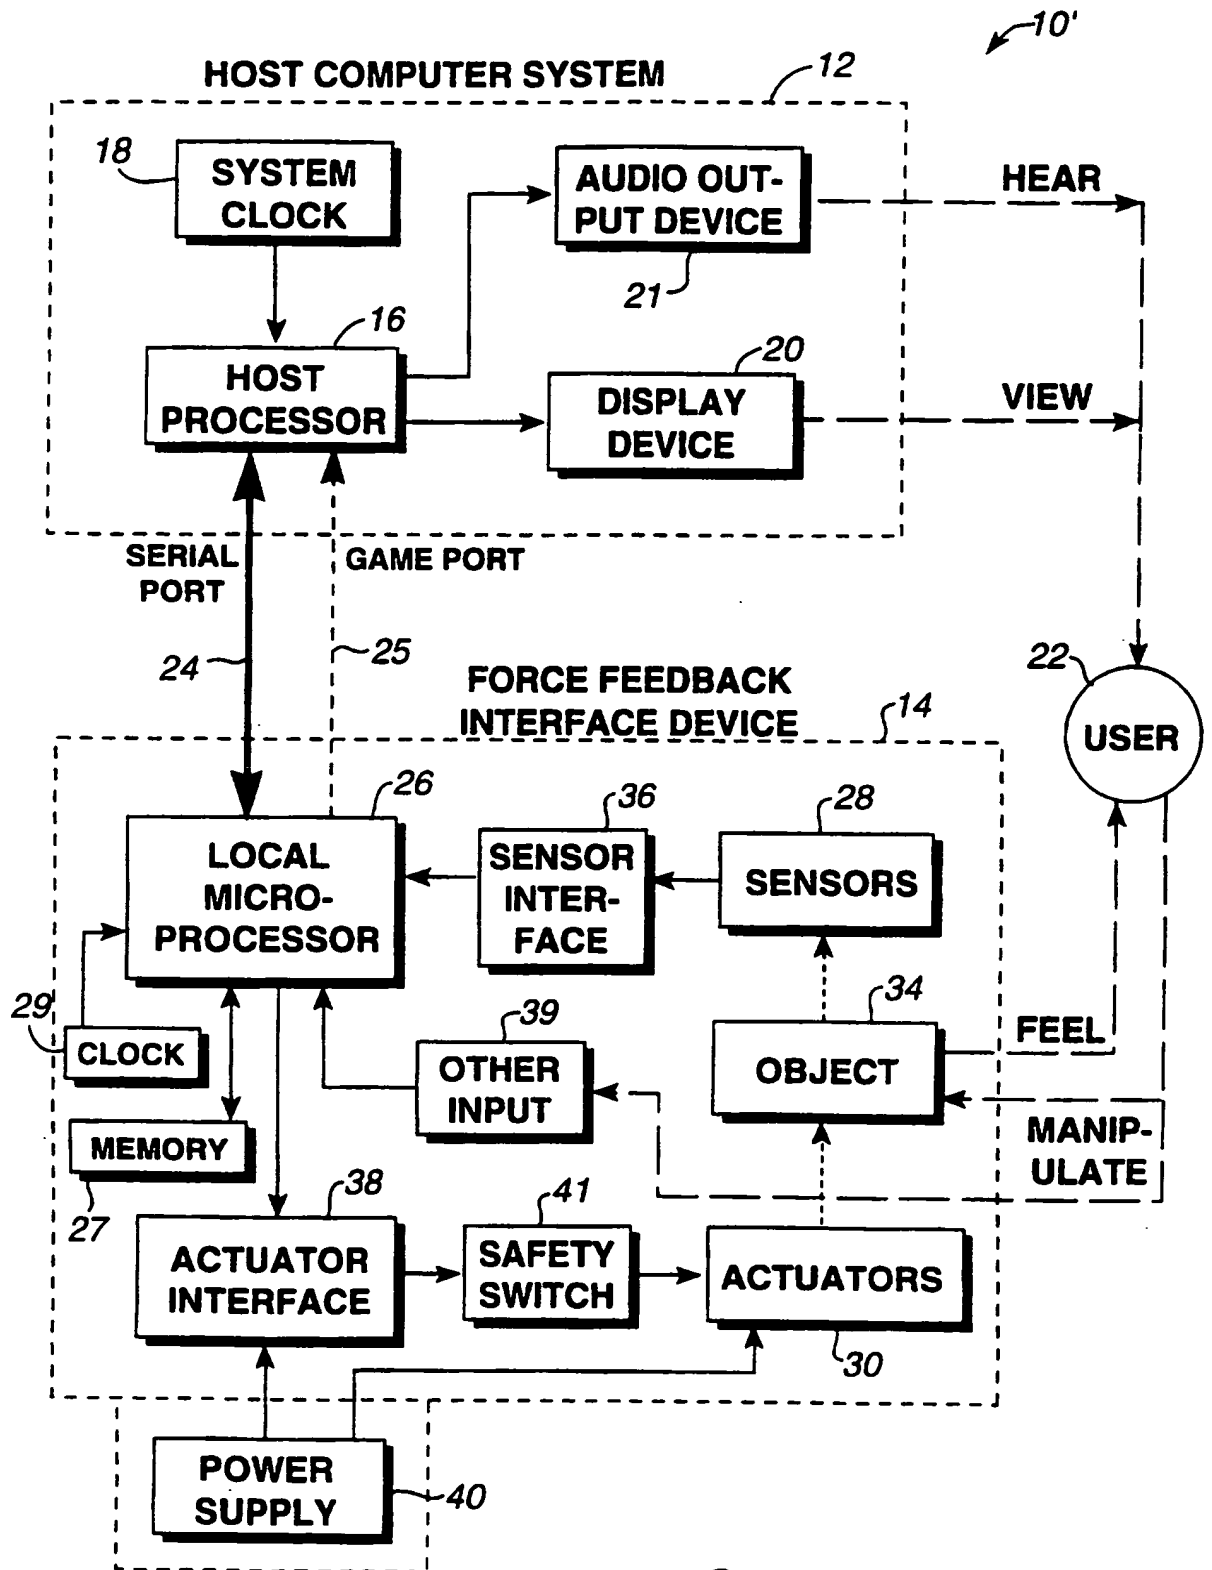 10'
HOST COMPUTER SYSTEM
12
18
SYSTEM
CLOCK
AUDIO OUT-
PUT DEVICE
21
HEAR
16
HOST
PROCESSOR
20
DISPLAY
DEVICE
VIEW
SERIAL
PORT
GAME PORT
24
25
FORCE FEEDBACK
INTERFACE DEVICE
14
22
USER
26
LOCAL
MICRO-
PROCESSOR
36
SENSOR
INTER-
FACE
28
SENSORS
29
CLOCK
39
OTHER
INPUT
34
OBJECT
FEEL
MANIP-
ULATE
MEMORY
27
38
ACTUATOR
INTERFACE
41
SAFETY
SWITCH
ACTUATORS
30
POWER
SUPPLY
40